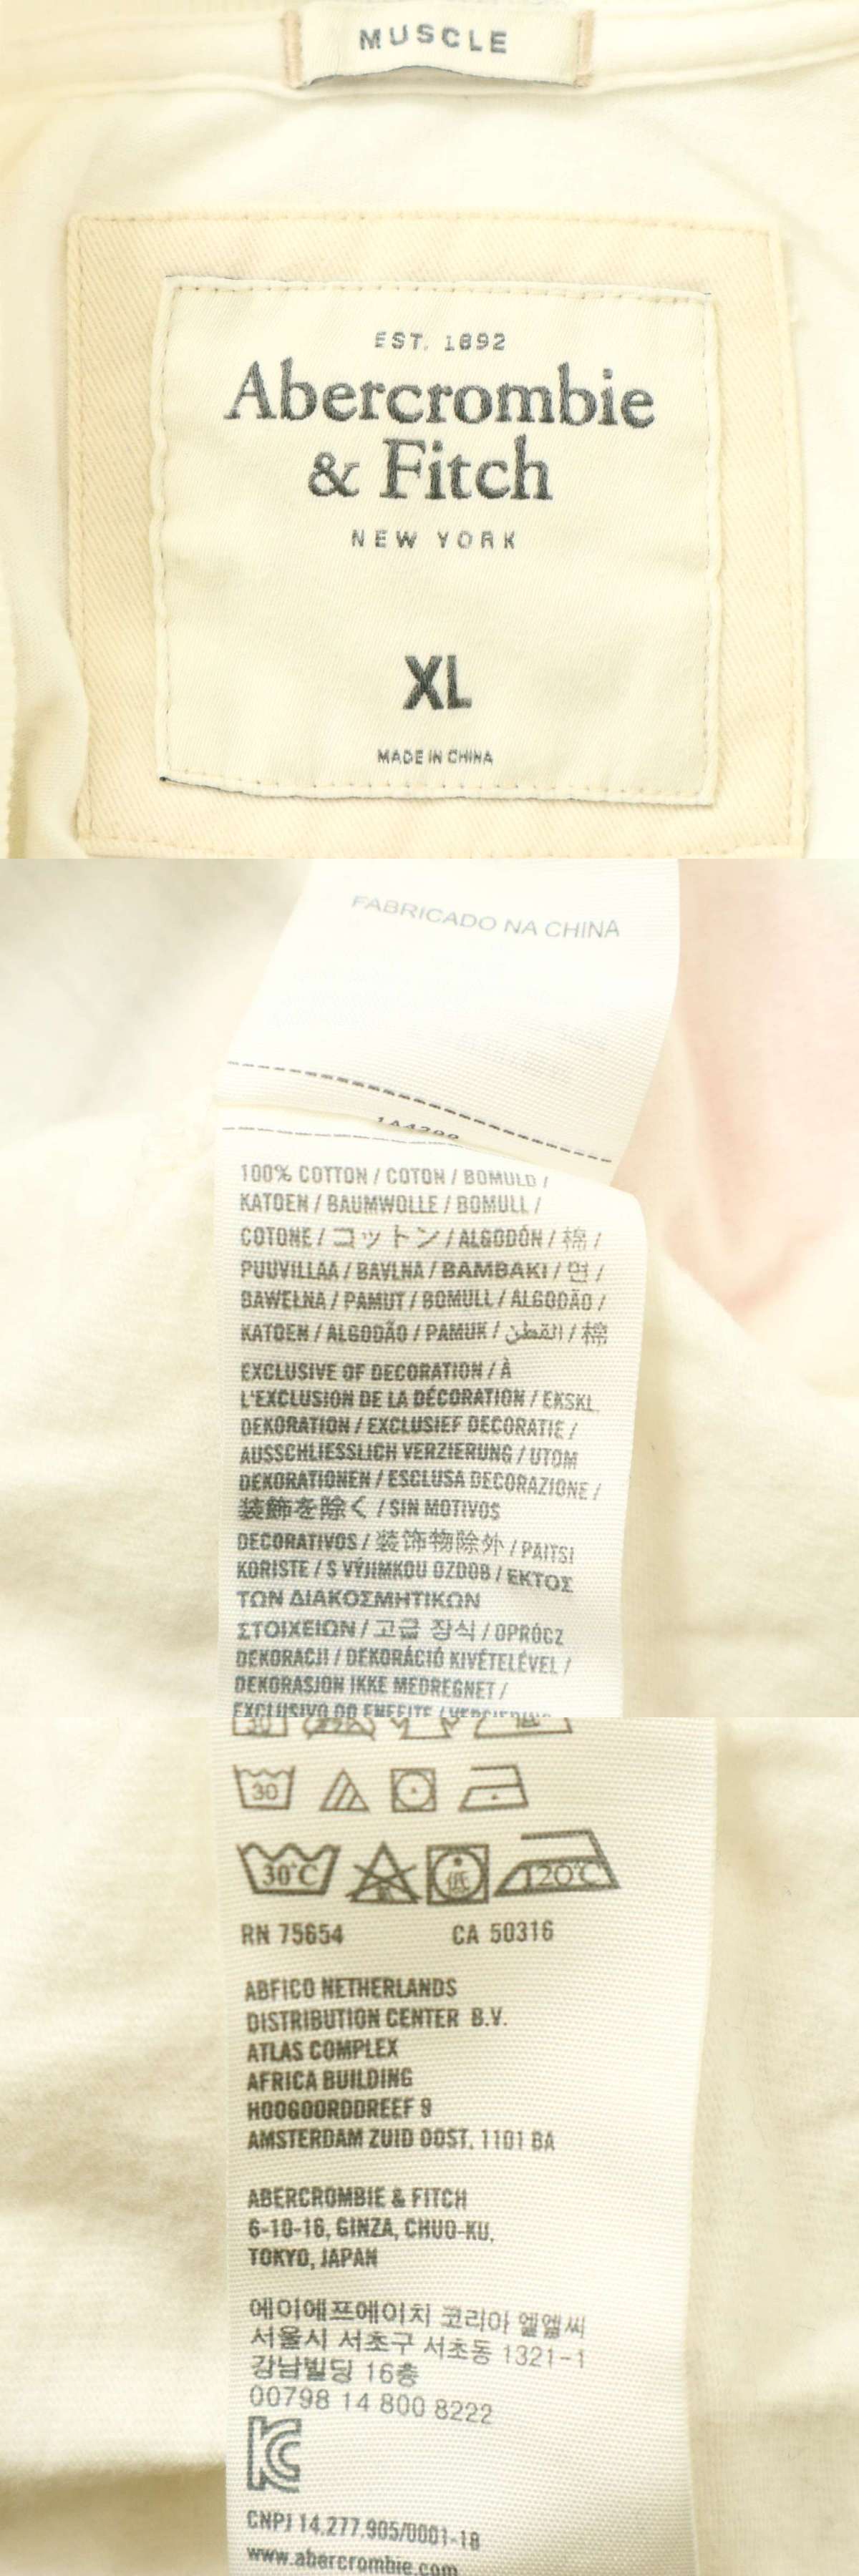 MUSCLE
EST. 1892
Abercrombie
& Fitch
NEW YORK
XL
MADE IN CHINA
FABRICADO NA CHINA
100% COTTON / COTON / BOMULD /
KATOEN / BAUMWOLLE / BOMULL /
COTONE / コットン / ALGODÓN / 棉 /
PUUVILLAA / BAVLNA / BAMBAKI / 면 /
BAWEŁNA / PAMUT / BOMULL / ALGODÃO /
KATOEN / ALGODÃO / PAMUK / القطن / 棉
EXCLUSIVE OF DECORATION / À
L'EXCLUSION DE LA DÉCORATION / EKSKL.
DEKORATION / EXCLUSIEF DECORATIE /
AUSSCHLIESSLICH VERZIERUNG / UTOM
DEKORATIONEN / ESCLUSA DECORAZIONE /
装飾を除く / SIN MOTIVOS
DECORATIVOS / 装饰物除外 / PAITSI
KORISTE / S VÝJIMKOU OZDOB / ΕΚΤΟΣ
ΤΩΝ ΔΙΑΚΟΣΜΗΤΙΚΩΝ
ΣΤΟΙΧΕΙΩΝ / 고급 장식 / OPRÓCZ
DEKORACJI / DEKORÁCIÓ KIVÉTELÉVEL /
DEKORASJON IKKE MEDREGNET /
EXCLUSIVO DO ENFEITE /
30
30°C 低 120°C
RN 75654 CA 50316
ABFICO NETHERLANDS
DISTRIBUTION CENTER B.V.
ATLAS COMPLEX
AFRICA BUILDING
HOOGOORDDREEF 9
AMSTERDAM ZUID OOST, 1101 BA
ABERCROMBIE & FITCH
6-10-16, GINZA, CHUO-KU,
TOKYO, JAPAN
에이에프에이치 코리아 엘엘씨
서울시 서초구 서초동 1321-1
강남빌딩 16층
00798 14 800 8222
CNPJ 14.277.905/0001-18
www.abercrombie.com